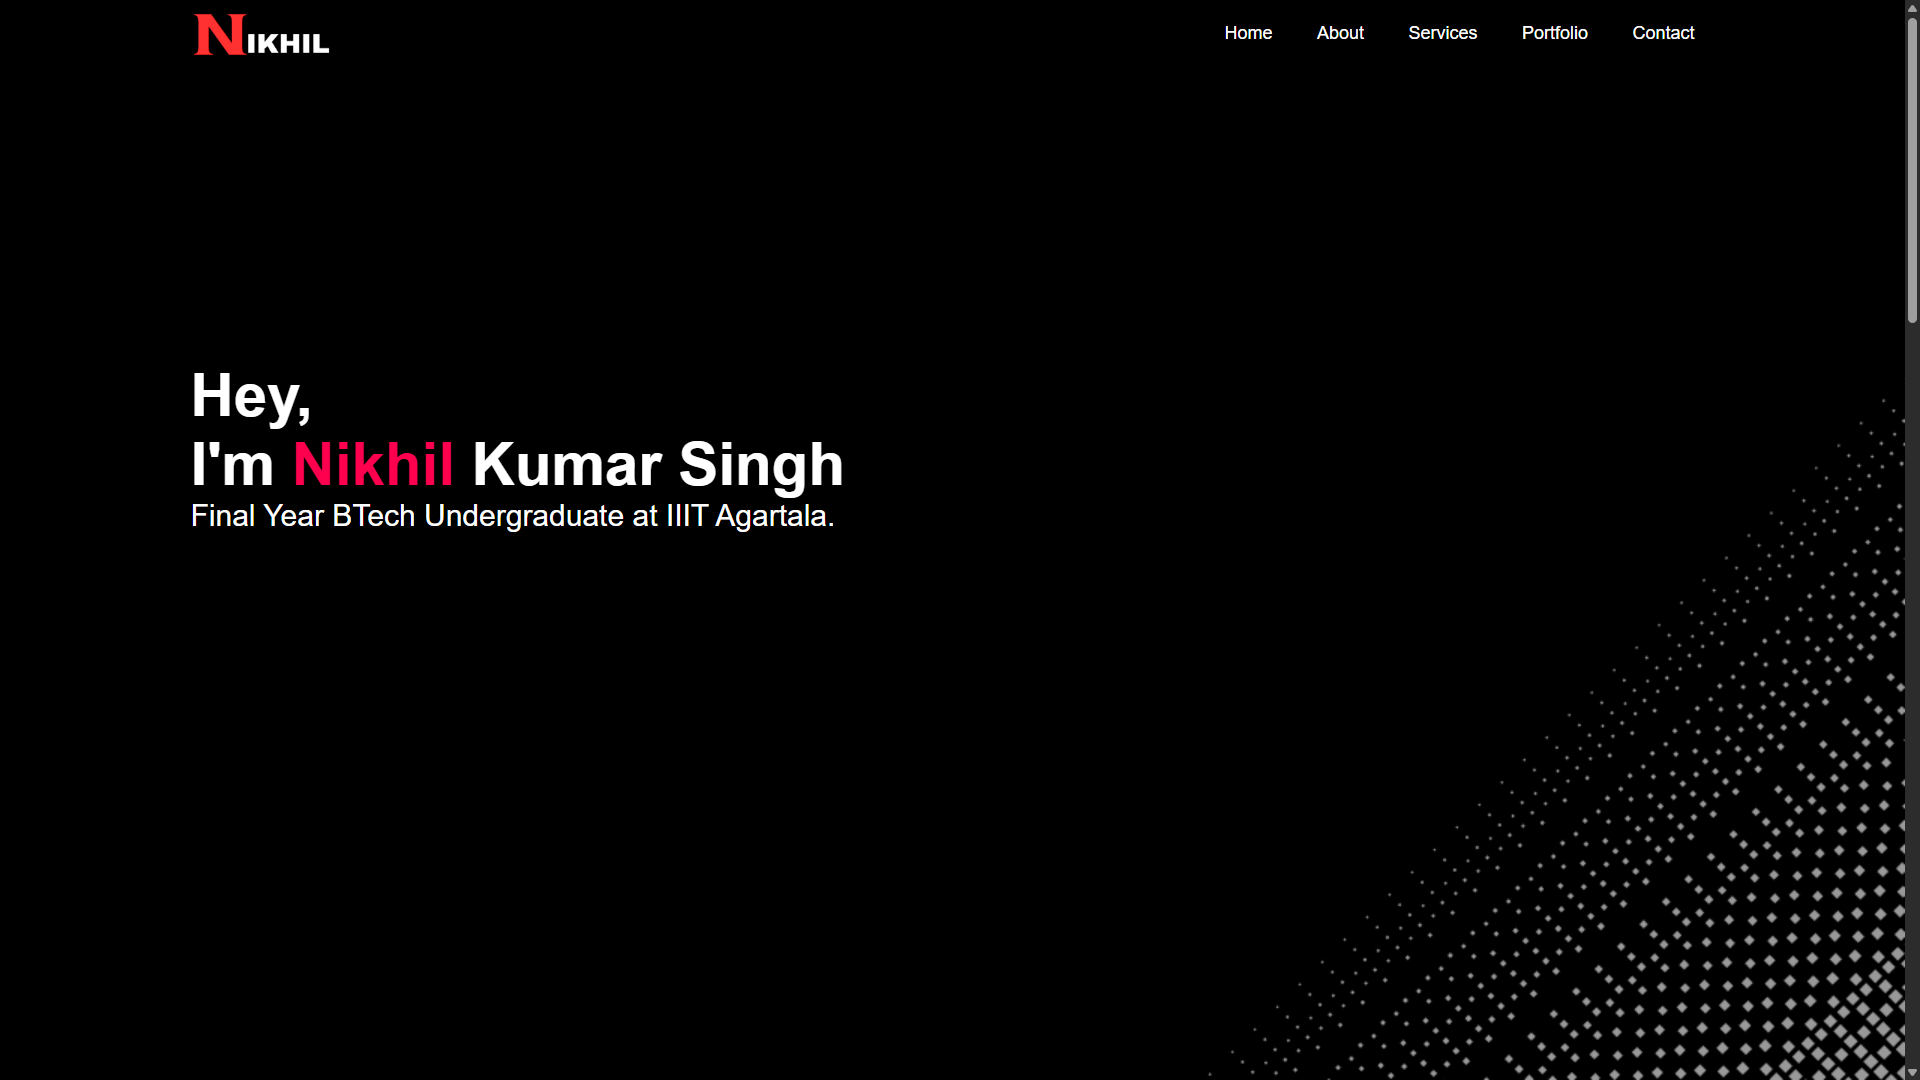 NIKHIL
Home About Services Portfolio Contact
Hey,
I'm Nikhil Kumar Singh
Final Year BTech Undergraduate at IIIT Agartala.